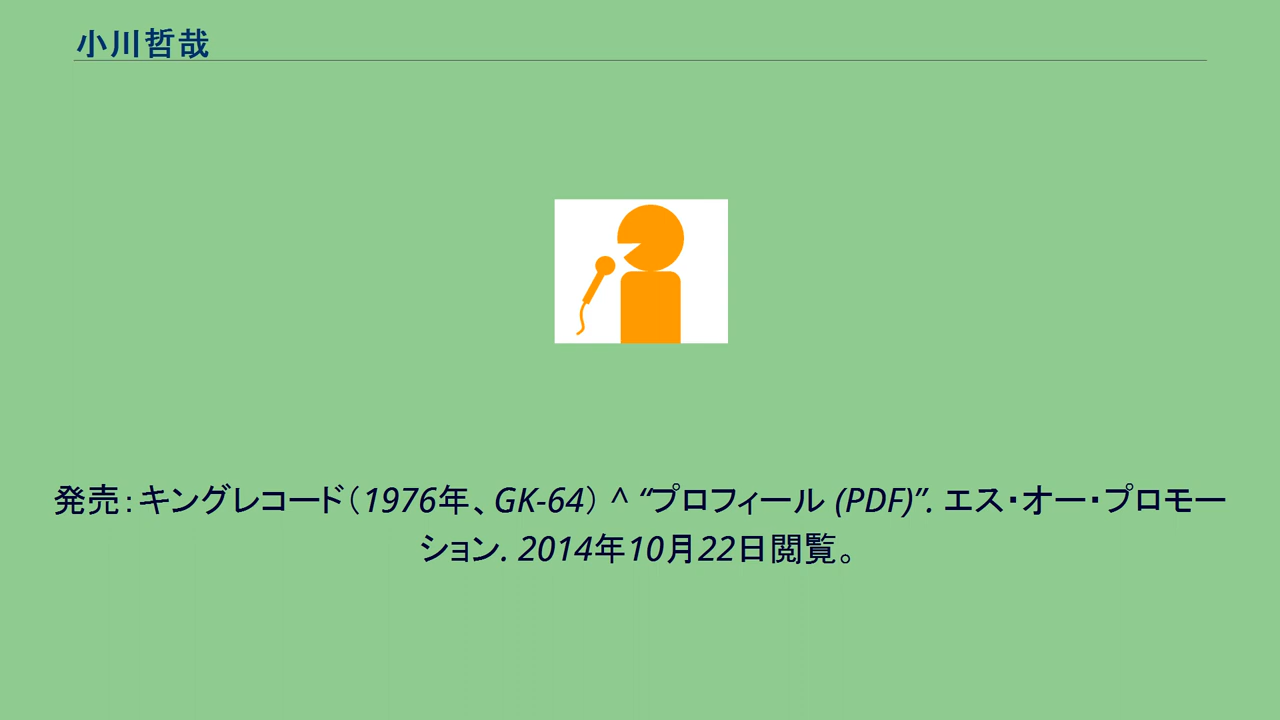 小川哲哉
発売：キングレコード（1976年、GK-64） ^ “プロフィール (PDF)”. エス・オー・プロモー
ション. 2014年10月22日閲覧。